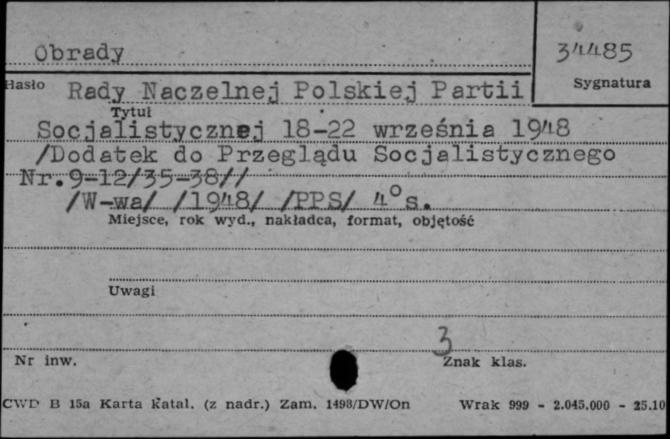 Obrady
34485
Hasło
Sygnatura
Rady Naczelnej Polskiej Partii
Tytuł
Socjalistycznej 18-22 września 1948
/Dodatek do Przeglądu Socjalistycznego
Nr.9-12/35-38//
/W-wa/ /1948/ /PPS/ 4° s.
Miejsce, rok wyd., nakładca, format, objętość
Uwagi
3
Nr inw.
Znak klas.
CWD B 15a Karta katal. (z nadr.) Zam. 1493/DW/On Wrak 999 - 2.045.000 - 25.10